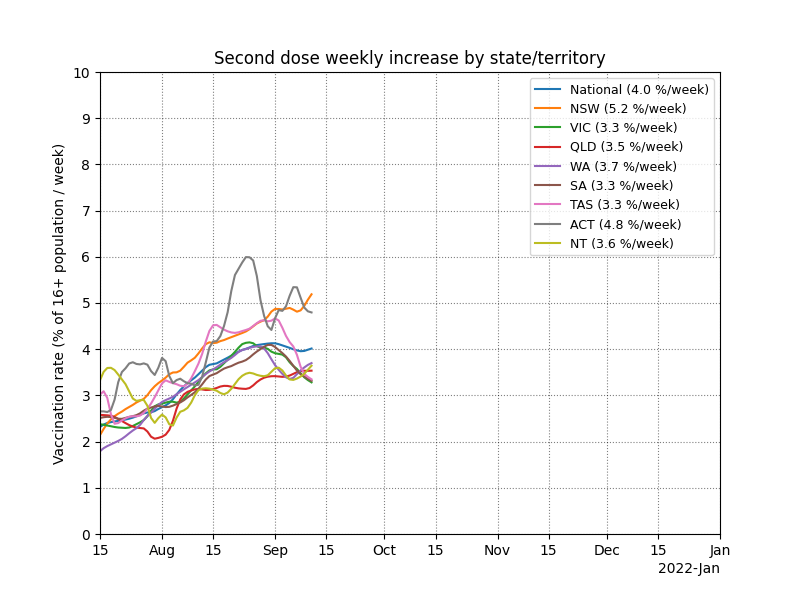 Second dose weekly increase by state/territory
Vaccination rate (% of 16+ population / week)
10
9
8
7
6
5
4
3
2
1
0
National (4.0 %/week)
NSW (5.2 %/week)
VIC (3.3 %/week)
QLD (3.5 %/week)
WA (3.7 %/week)
SA (3.3 %/week)
TAS (3.3 %/week)
ACT (4.8 %/week)
NT (3.6 %/week)
15 Aug 15 Sep 15 Oct 15 Nov 15 Dec 15 Jan
2022-Jan